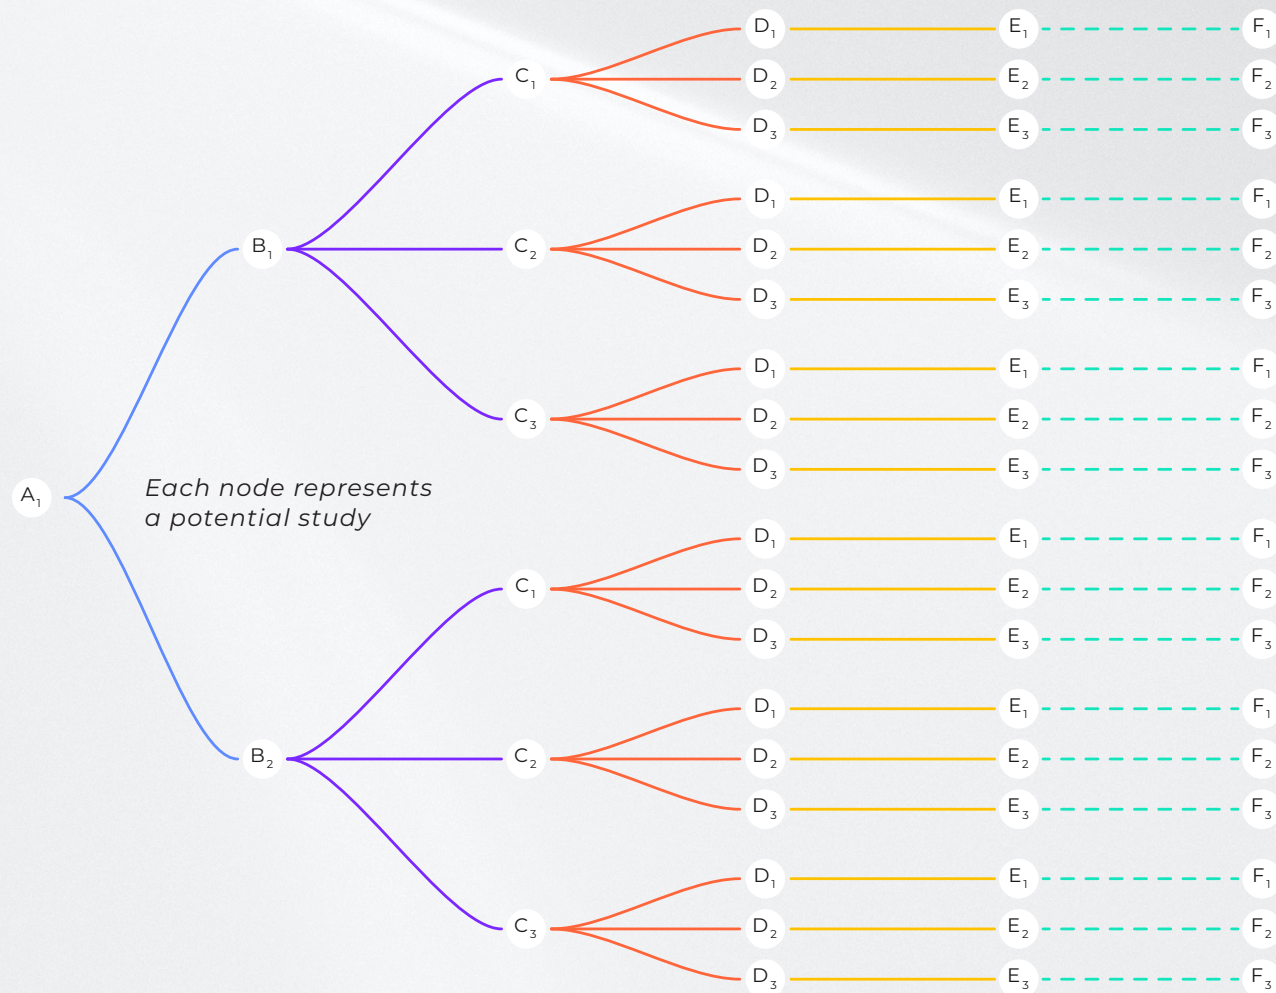 D₁ E₁ F₁
C₁ D₂ E₂ F₂
D₃ E₃ F₃
D₁ E₁ F₁
B₁ C₂ D₂ E₂ F₂
D₃ E₃ F₃
D₁ E₁ F₁
C₃ D₂ E₂ F₂
D₃ E₃ F₃
A₁
Each node represents
a potential study
D₁ E₁ F₁
C₁ D₂ E₂ F₂
D₃ E₃ F₃
D₁ E₁ F₁
B₂ C₂ D₂ E₂ F₂
D₃ E₃ F₃
D₁ E₁ F₁
C₃ D₂ E₂ F₂
D₃ E₃ F₃